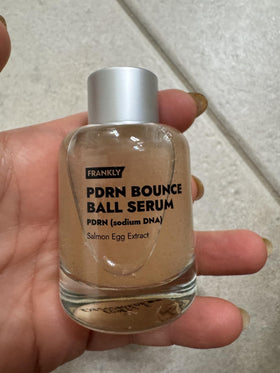 FRANKLY
PDRN BOUNCE
BALL SERUM
PDRN (sodium DNA)
Salmon Egg Extract